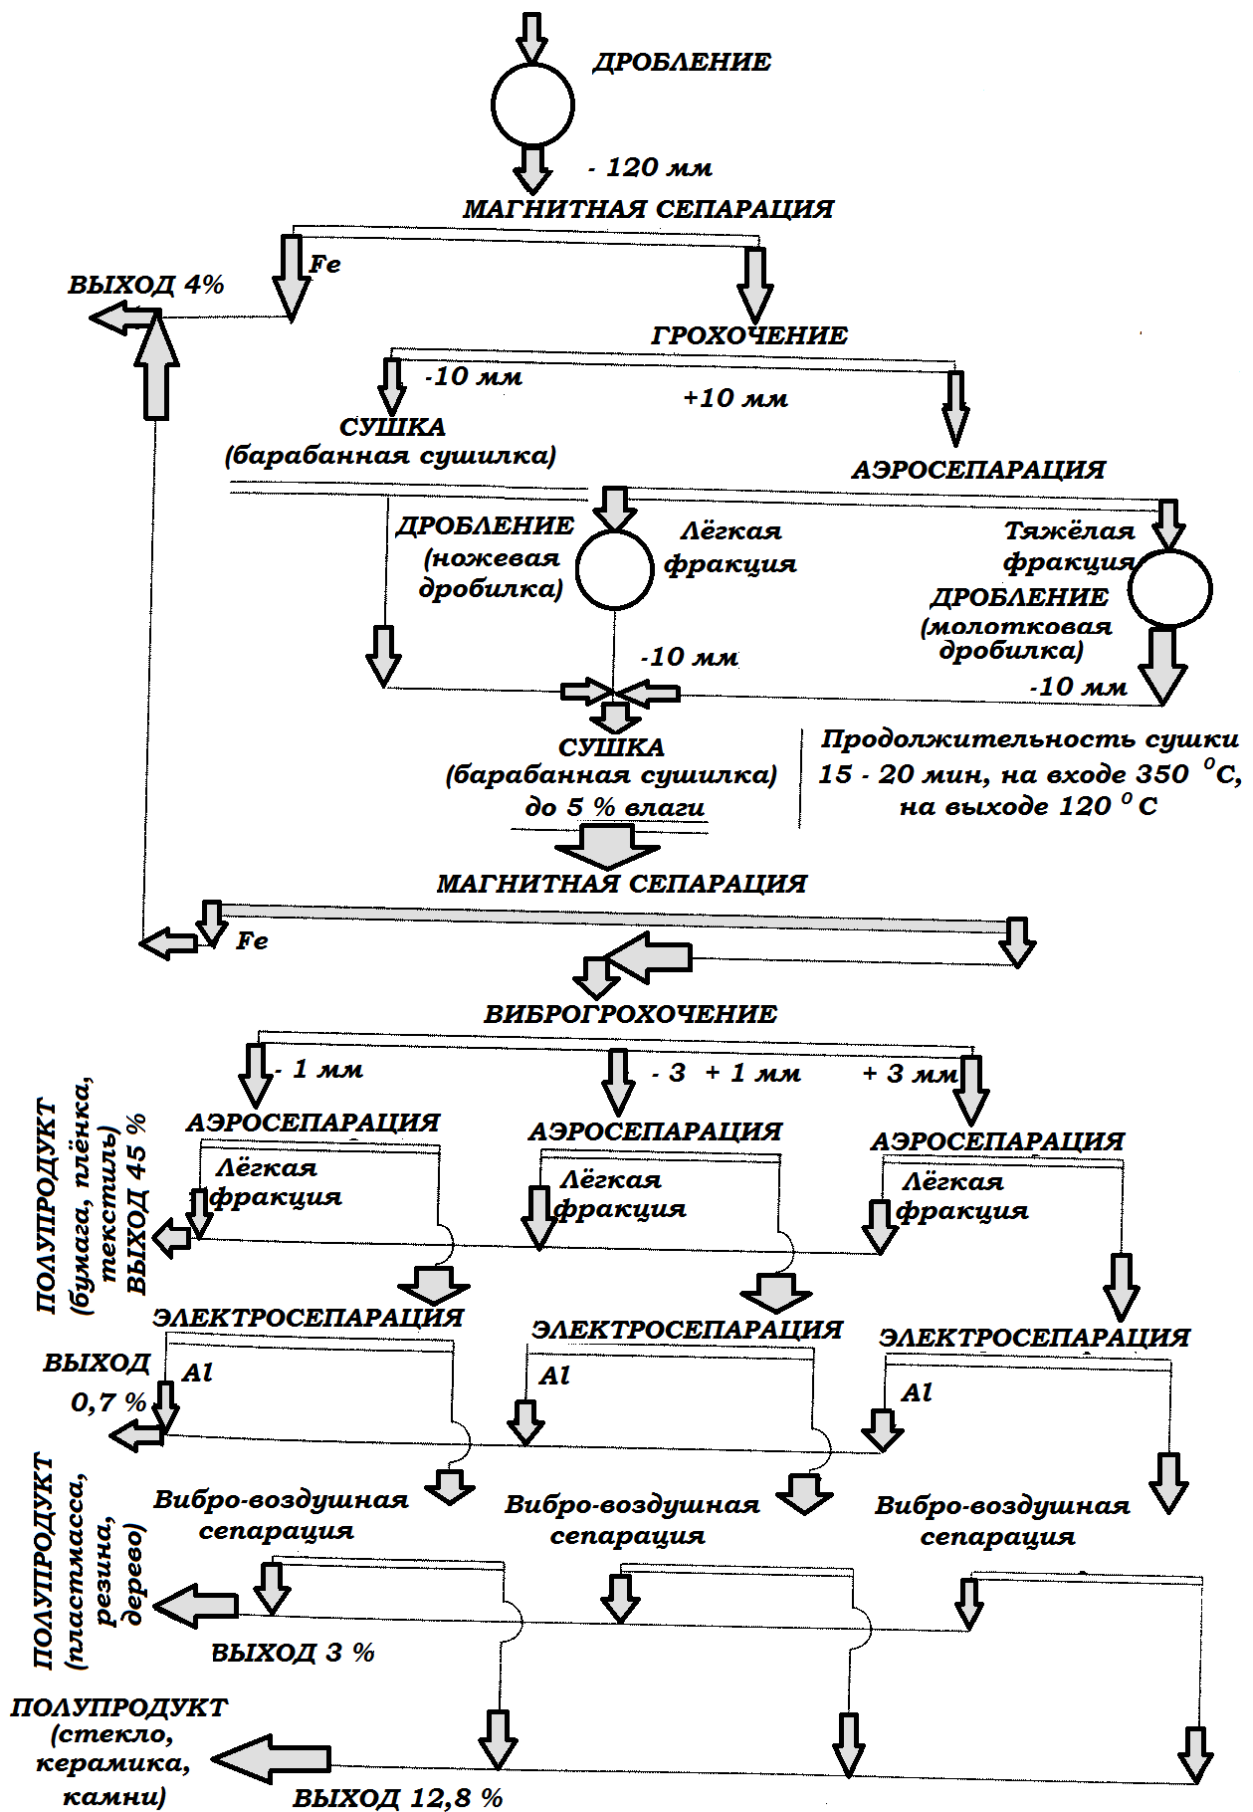 ДРОБЛЕНИЕ
- 120 мм
МАГНИТНАЯ СЕПАРАЦИЯ
Fe
ВЫХОД 4%
ГРОХОЧЕНИЕ
-10 мм
+10 мм
СУШКА
(барабанная сушилка)
АЭРОСЕПАРАЦИЯ
ДРОБЛЕНИЕ
(ножевая
дробилка)
Лёгкая
фракция
Тяжёлая
фракция
ДРОБЛЕНИЕ
(молотковая
дробилка)
-10 мм
-10 мм
СУШКА
(барабанная сушилка)
до 5 % влаги
Продолжительность сушки
15 - 20 мин, на входе 350 ⁰С,
на выходе 120 ⁰ С
МАГНИТНАЯ СЕПАРАЦИЯ
Fe
ВИБРОГРОХОЧЕНИЕ
- 1 мм
- 3 + 1 мм
+ 3 мм
ПОЛУПРОДУКТ
(бумага, плёнка,
текстиль)
ВЫХОД 45 %
АЭРОСЕПАРАЦИЯ
АЭРОСЕПАРАЦИЯ
АЭРОСЕПАРАЦИЯ
Лёгкая
фракция
Лёгкая
фракция
Лёгкая
фракция
ЭЛЕКТРОСЕПАРАЦИЯ
ЭЛЕКТРОСЕПАРАЦИЯ
ЭЛЕКТРОСЕПАРАЦИЯ
ВЫХОД
0,7 %
Al
Al
Al
ПОЛУПРОДУКТ
(пластмасса,
резина,
дерево)
Вибро-воздушная
сепарация
Вибро-воздушная
сепарация
Вибро-воздушная
сепарация
ВЫХОД 3 %
ПОЛУПРОДУКТ
(стекло,
керамика,
камни)
ВЫХОД 12,8 %